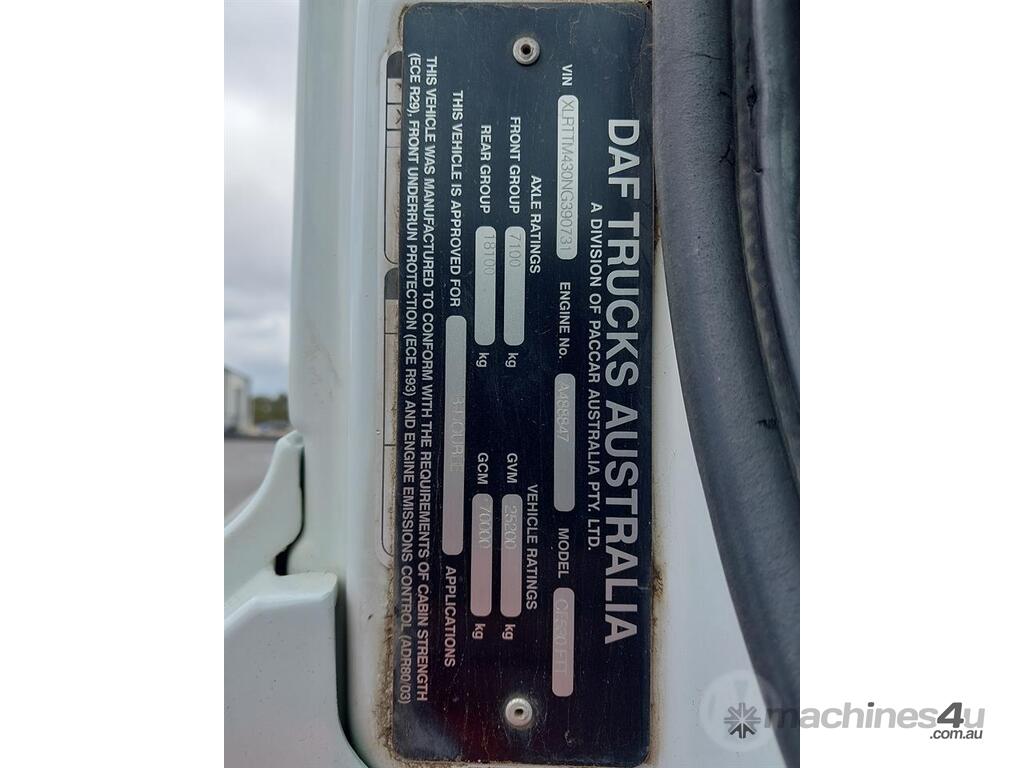 DAF TRUCKS AUSTRALIA
A DIVISION OF PACCAR AUSTRALIA PTY. LTD.
VIN XLRTTM430NG390731 ENGINE No. A488847 MODEL
AXLE RATINGS VEHICLE RATINGS
FRONT GROUP 7100 kg GVM 25200 kg
REAR GROUP 18100 kg GCM 70000 kg
THIS VEHICLE IS APPROVED FOR APPLICATIONS
THIS VEHICLE WAS MANUFACTURED TO CONFORM WITH THE REQUIREMENTS OF CABIN STRENGTH
(ECE R29), FRONT UNDERRUN PROTECTION (ECE R93) AND ENGINE EMISSIONS CONTROL (ADR80/03)
machines4u
.com.au